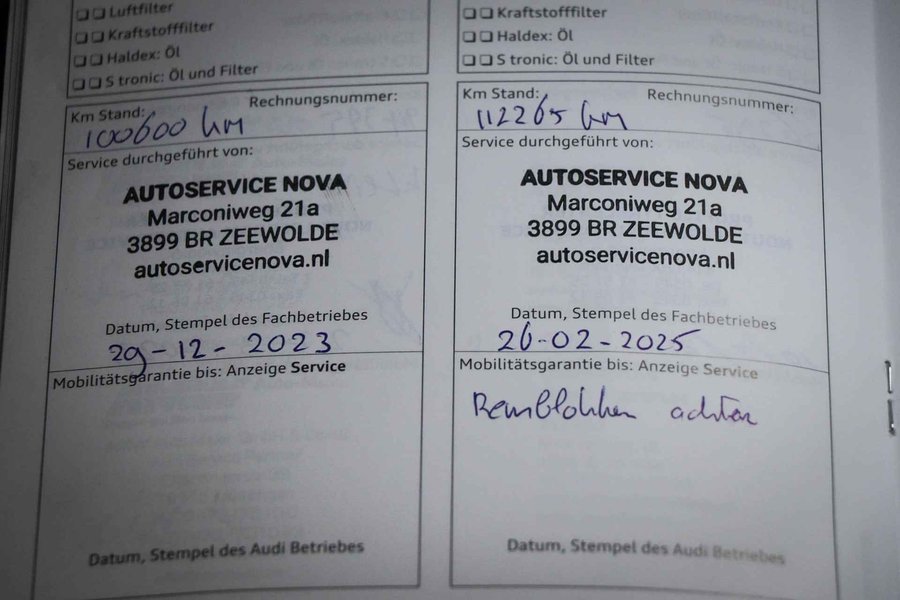 ☐ ☐ Luftfilter
☐ ☐ Kraftstofffilter
☐ ☐ Haldex: Öl
☐ ☐ S tronic: Öl und Filter
Km Stand: Rechnungsnummer:
100600 km
Service durchgeführt von:
AUTOSERVICE NOVA
Marconiweg 21a
3899 BR ZEEWOLDE
autoservicenova.nl
Datum, Stempel des Fachbetriebes
29-12-2023
Mobilitätsgarantie bis: Anzeige Service
Datum, Stempel des Audi Betriebes
☐ ☐ Kraftstofffilter
☐ ☐ Haldex: Öl
☐ ☐ S tronic: Öl und Filter
Km Stand: Rechnungsnummer:
112265 km
Service durchgeführt von:
AUTOSERVICE NOVA
Marconiweg 21a
3899 BR ZEEWOLDE
autoservicenova.nl
Datum, Stempel des Fachbetriebes
26-02-2025
Mobilitätsgarantie bis: Anzeige Service
Remblokken achter
Datum, Stempel des Audi Betriebes